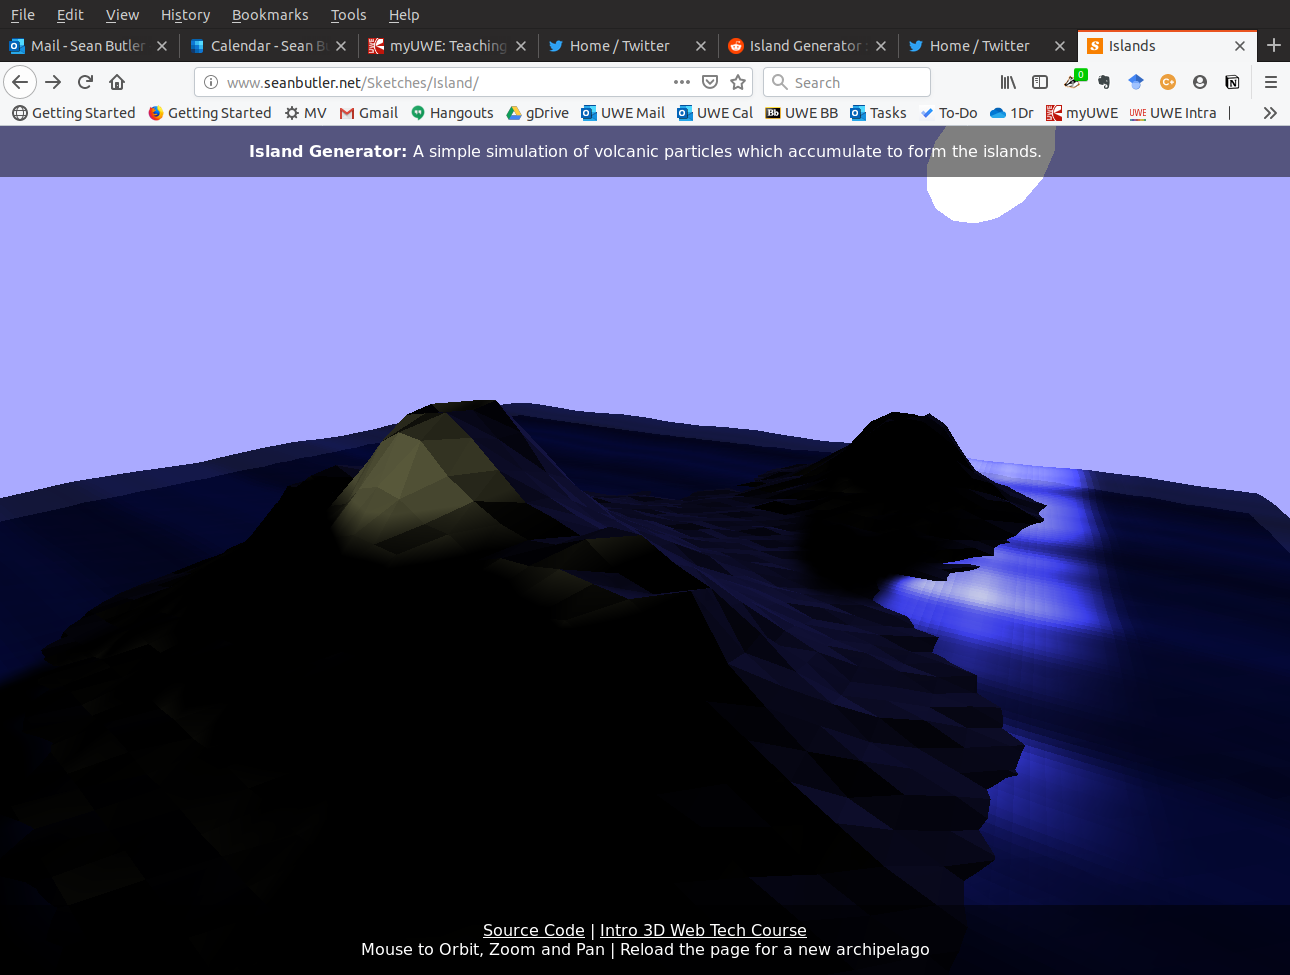 File Edit View History Bookmarks Tools Help
Mail - Sean Butler Calendar - Sean Bu myUWE: Teaching Home / Twitter Island Generator Home / Twitter Islands
www.seanbutler.net/Sketches/Island/ Search 0
Getting Started Getting Started MV Gmail Hangouts gDrive UWE Mail UWE Cal Bb UWE BB Tasks To-Do 1Dr myUWE UWE UWE Intra
Island Generator: A simple simulation of volcanic particles which accumulate to form the islands.
Source Code | Intro 3D Web Tech Course
Mouse to Orbit, Zoom and Pan | Reload the page for a new archipelago